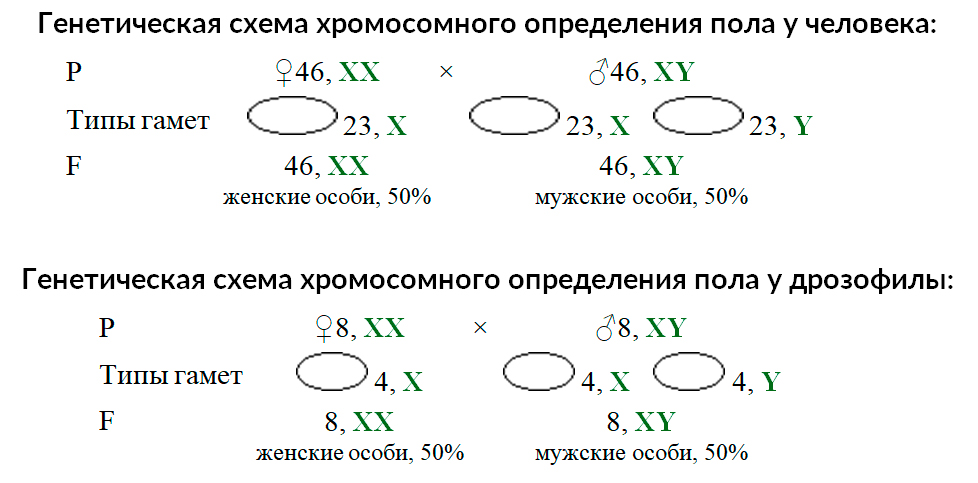 Генетическая схема хромосомного определения пола у человека:
P ♀46, XX × ♂46, XY
Типы гамет 23, X 23, X 23, Y
F 46, XX 46, XY
женские особи, 50% мужские особи, 50%
Генетическая схема хромосомного определения пола у дрозофилы:
P ♀8, XX × ♂8, XY
Типы гамет 4, X 4, X 4, Y
F 8, XX 8, XY
женские особи, 50% мужские особи, 50%